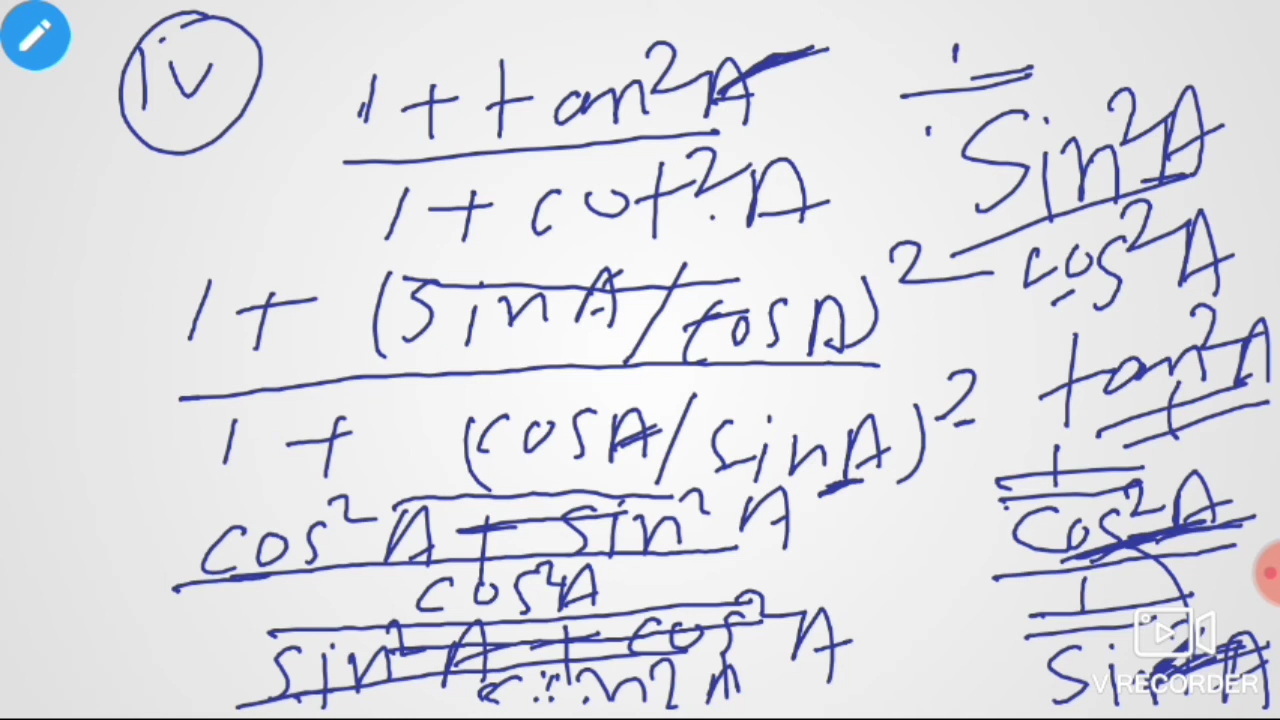 iv
1 + tan²A
1 + cot²A
1 + (sinA/cosA)²
1 + (cosA/sinA)²
cos²A + sin²A
cos²A
sin²A + cos²A
sin²A
÷ =
sin²A
cos²A
tan²A
1
cos²A
1
sin²A
V RECORDER